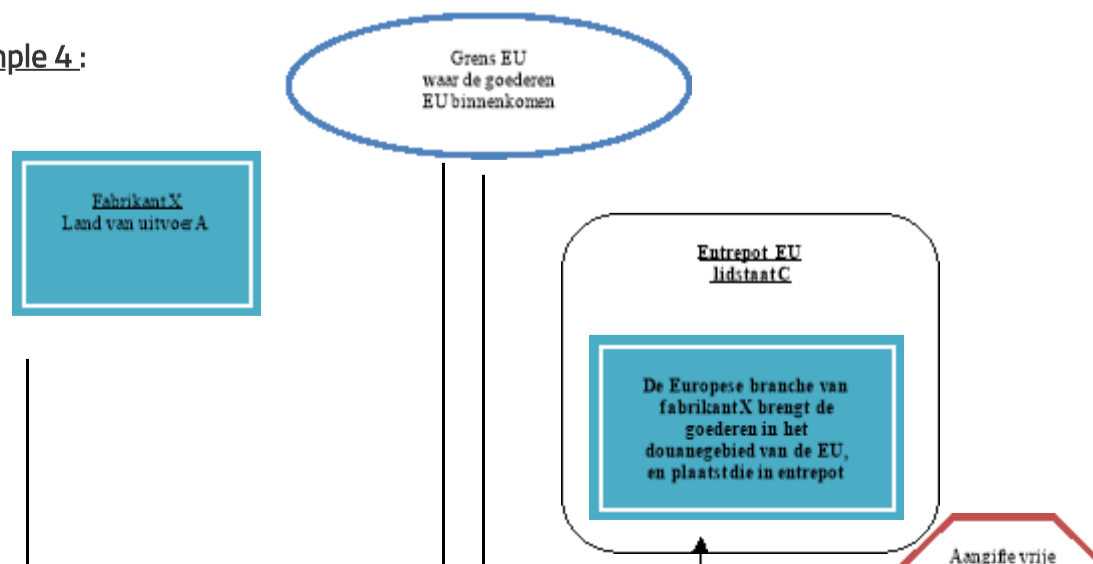 mple 4 :
Grens EU
waar de goederen
EU binnenkomen
Fabrikant X
Land van uitvoer A
Entrepot EU
lidstaat C
De Europese branche van
fabrikant X brengt de
goederen in het
douanegebied van de EU,
en plaatst die in entrepot
Aangifte vrije